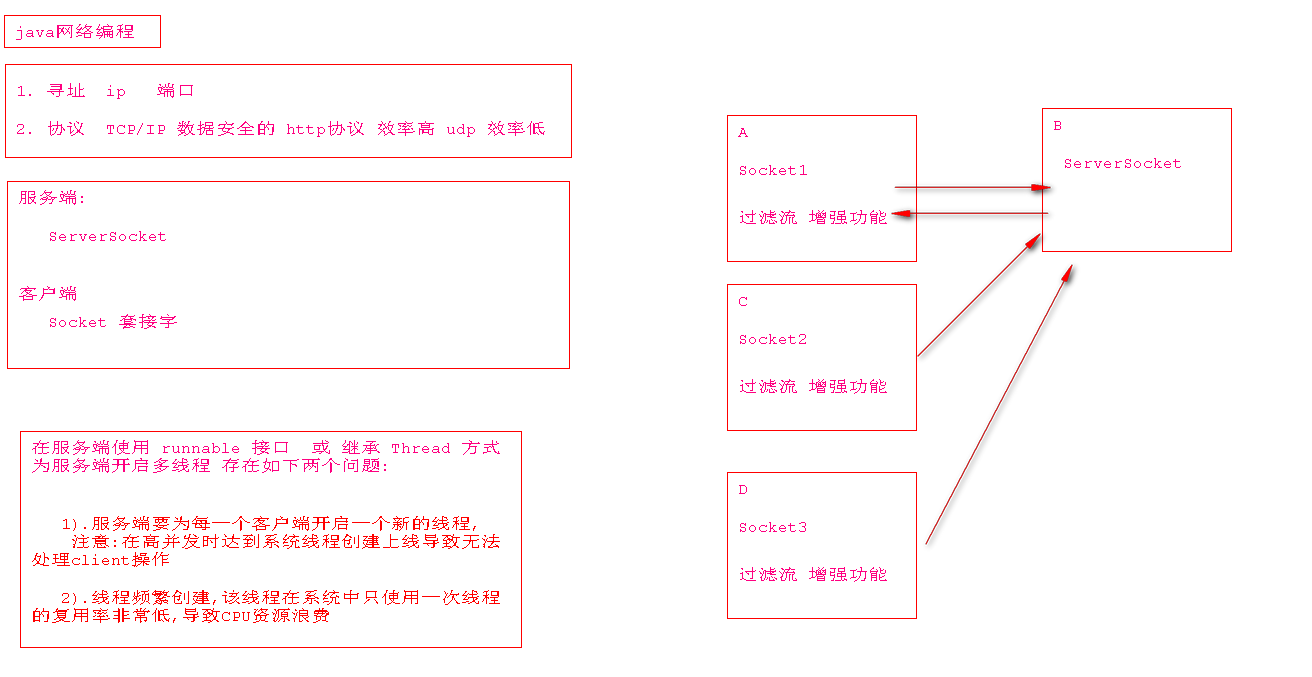 java网络编程
1. 寻址 ip 端口
2. 协议 TCP/IP 数据安全的 http协议 效率高 udp 效率低
服务端:
ServerSocket
客户端
Socket 套接字
在服务端使用 runnable 接口 或 继承 Thread 方式
为服务端开启多线程 存在如下两个问题:
1).服务端要为每一个客户端开启一个新的线程,
注意:在高并发时达到系统线程创建上线导致无法
处理client操作
2).线程频繁创建,该线程在系统中只使用一次线程
的复用率非常低,导致CPU资源浪费
A
Socket1
过滤流 增强功能
B
ServerSocket
C
Socket2
过滤流 增强功能
D
Socket3
过滤流 增强功能